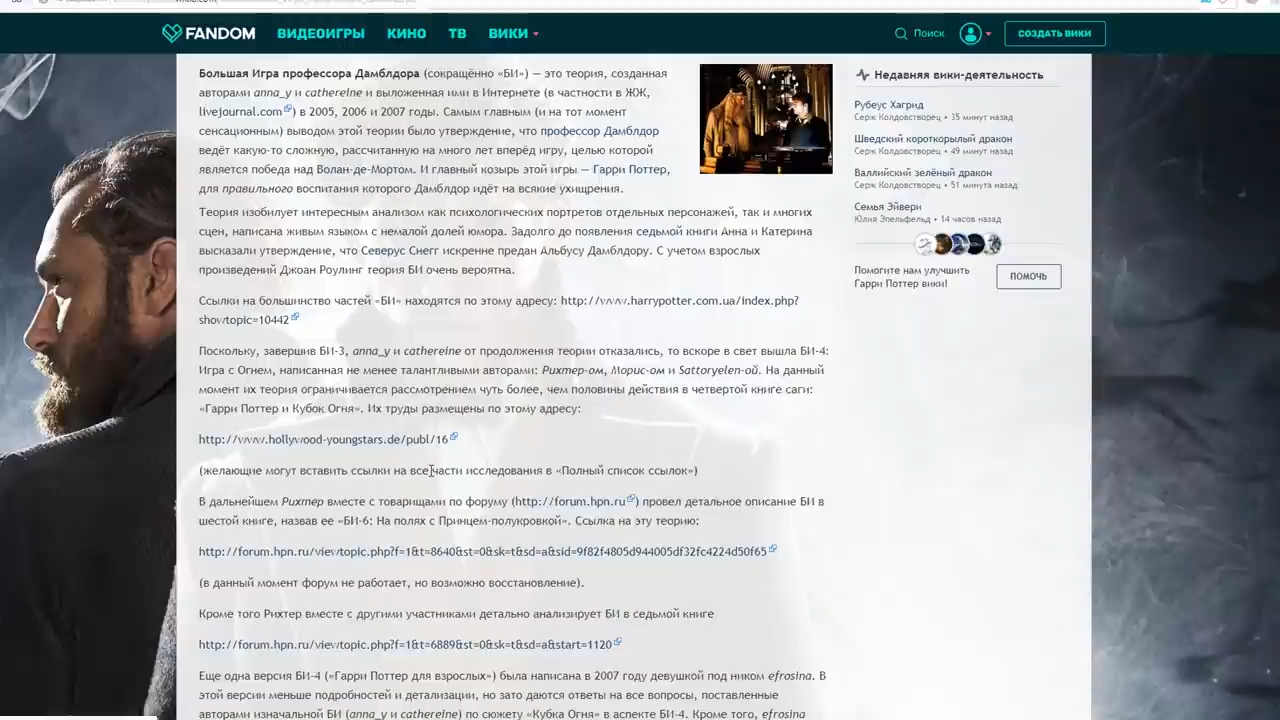 FANDOM ВИДЕОИГРЫ КИНО ТВ ВИКИ Поиск СОЗДАТЬ ВИКИ
Большая Игра профессора Дамблдора (сокращённо «БИ») — это теория, созданная
авторами anna_y и cathereine и выложенная ими в Интернете (в частности в ЖЖ,
livejournal.com) в 2005, 2006 и 2007 годы. Самым главным (и на тот момент
сенсационным) выводом этой теории было утверждение, что профессор Дамблдор
ведёт какую-то сложную, рассчитанную на много лет вперёд игру, целью которой
является победа над Волан-де-Мортом. И главный козырь этой игры — Гарри Поттер,
для правильного воспитания которого Дамблдор идёт на всякие ухищрения.
Теория изобилует интересным анализом как психологических портретов отдельных персонажей, так и многих
сцен, написана живым языком с немалой долей юмора. Задолго до появления седьмой книги Анна и Катерина
высказали утверждение, что Северус Снегг искренне предан Альбусу Дамблдору. С учетом взрослых
произведений Джоан Роулинг теория БИ очень вероятна.
Ссылки на большинство частей «БИ» находятся по этому адресу: http://www.harrypotter.com.ua/index.php?
showtopic=10442
Поскольку, завершив БИ-3, anna_y и cathereine от продолжения теории отказались, то вскоре в свет вышла БИ-4:
Игра с Огнем, написанная не менее талантливыми авторами: Рихтер-ом, Морис-ом и Sattoryelen-ой. На данный
момент их теория ограничивается рассмотрением чуть более, чем половины действия в четвертой книге саги:
«Гарри Поттер и Кубок Огня». Их труды размещены по этому адресу:
http://www.hollywood-youngstars.de/publ/16
(желающие могут вставить ссылки на все части исследования в «Полный список ссылок»)
В дальнейшем Рихтер вместе с товарищами по форуму (http://forum.hpn.ru) провел детальное описание БИ в
шестой книге, назвав ее «БИ-6: На полях с Принцем-полукровкой». Ссылка на эту теорию:
http://forum.hpn.ru/viewtopic.php?f=1&t=8640&st=0&sk=t&sd=a&sid=9f82f4805d944005df32fc4224d50f65
(в данный момент форум не работает, но возможно восстановление).
Кроме того Рихтер вместе с другими участниками детально анализирует БИ в седьмой книге
http://forum.hpn.ru/viewtopic.php?f=1&t=6889&st=0&sk=t&sd=a&start=1120
Еще одна версия БИ-4 («Гарри Поттер для взрослых») была написана в 2007 году девушкой под ником efrosina. В
этой версии меньше подробностей и детализации, но зато даются ответы на все вопросы, поставленные
авторами изначальной БИ (anna_y и cathereine) по сюжету «Кубка Огня» в аспекте БИ-4. Кроме того, efrosina
Недавняя вики-деятельность
Рубеус Хагрид
Серж Колдовстворец • 35 минут назад
Шведский короткорылый дракон
Серж Колдовстворец • 49 минут назад
Валлийский зелёный дракон
Серж Колдовстворец • 51 минута назад
Семья Эйвери
Юлия Эпельфельд • 14 часов назад
Помогите нам улучшить
Гарри Поттер вики!
ПОМОЧЬ